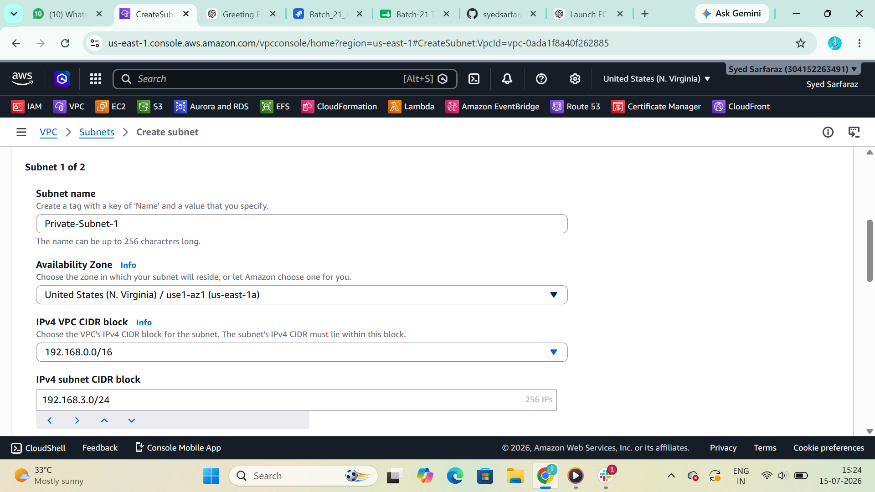 10
(10) Whats
CreateSub
Greeting E
Batch_21_
Batch-21 T
syedsarfar
Launch EC
Ask Gemini
us-east-1.console.aws.amazon.com/vpcconsole/home?region=us-east-1#CreateSubnet:VpcId=vpc-0ada1f8a40f262885
aws
Search
[Alt+S]
United States (N. Virginia) ▼
Syed Sarfaraz (304152263491) ▼
Syed Sarfaraz
IAM
VPC
EC2
S3
Aurora and RDS
EFS
CloudFormation
Lambda
Amazon EventBridge
Route 53
Certificate Manager
CloudFront
VPC > Subnets > Create subnet
Subnet 1 of 2
Subnet name
Create a tag with a key of 'Name' and a value that you specify.
Private-Subnet-1
The name can be up to 256 characters long.
Availability Zone Info
Choose the zone in which your subnet will reside, or let Amazon choose one for you.
United States (N. Virginia) / use1-az1 (us-east-1a)
IPv4 VPC CIDR block Info
Choose the VPC's IPv4 CIDR block for the subnet. The subnet's IPv4 CIDR must lie within this block.
192.168.0.0/16
IPv4 subnet CIDR block
192.168.3.0/24
256 IPs
CloudShell
Feedback
Console Mobile App
© 2026, Amazon Web Services, Inc. or its affiliates.
Privacy
Terms
Cookie preferences
33°C
Mostly sunny
Search
1
1
ENG
IN
15:24
15-07-2026